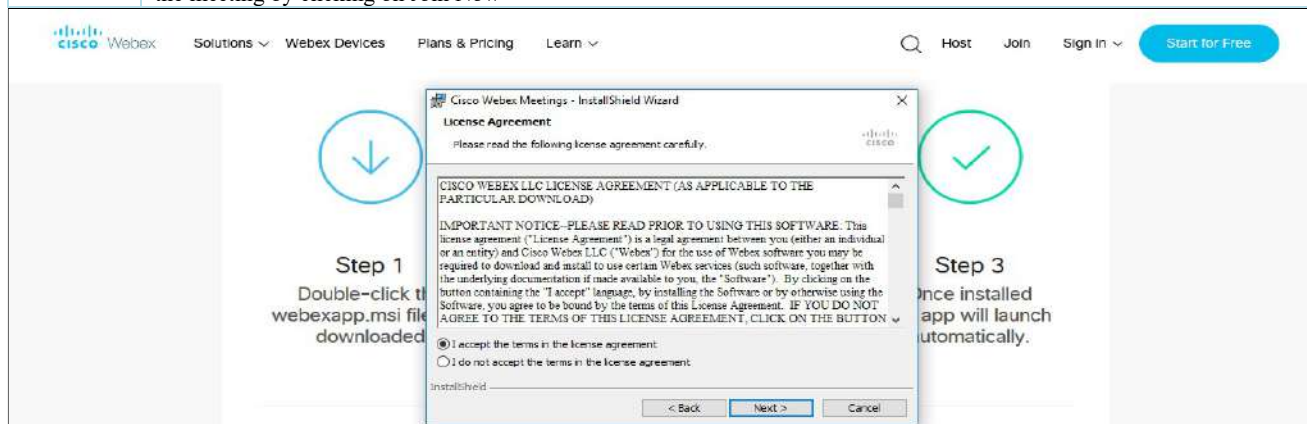 the meeting by clicking on Join Now
CISCO Webex Solutions Webex Devices Plans & Pricing Learn Host Join Sign In Start for Free
Cisco Webex Meetings - InstallShield Wizard
License Agreement
Please read the following license agreement carefully.
CISCO
CISCO WEBEX LLC LICENSE AGREEMENT (AS APPLICABLE TO THE
PARTICULAR DOWNLOAD)
IMPORTANT NOTICE--PLEASE READ PRIOR TO USING THIS SOFTWARE: This
license agreement ("License Agreement") is a legal agreement between you (either an individual
or an entity) and Cisco Webex LLC ("Webex") for the use of Webex software you may be
required to download and install to use certain Webex services (such software, together with
the underlying documentation if made available to you, the "Software"). By clicking on the
button containing the "I accept" language, by installing the Software or by otherwise using the
Software, you agree to be bound by the terms of this License Agreement. IF YOU DO NOT
AGREE TO THE TERMS OF THIS LICENSE AGREEMENT, CLICK ON THE BUTTON
I accept the terms in the license agreement
I do not accept the terms in the license agreement
InstallShield
< Back Next > Cancel
Step 1
Double-click th
webexapp.msi file
downloaded
Step 3
Once installed
app will launch
utomatically.